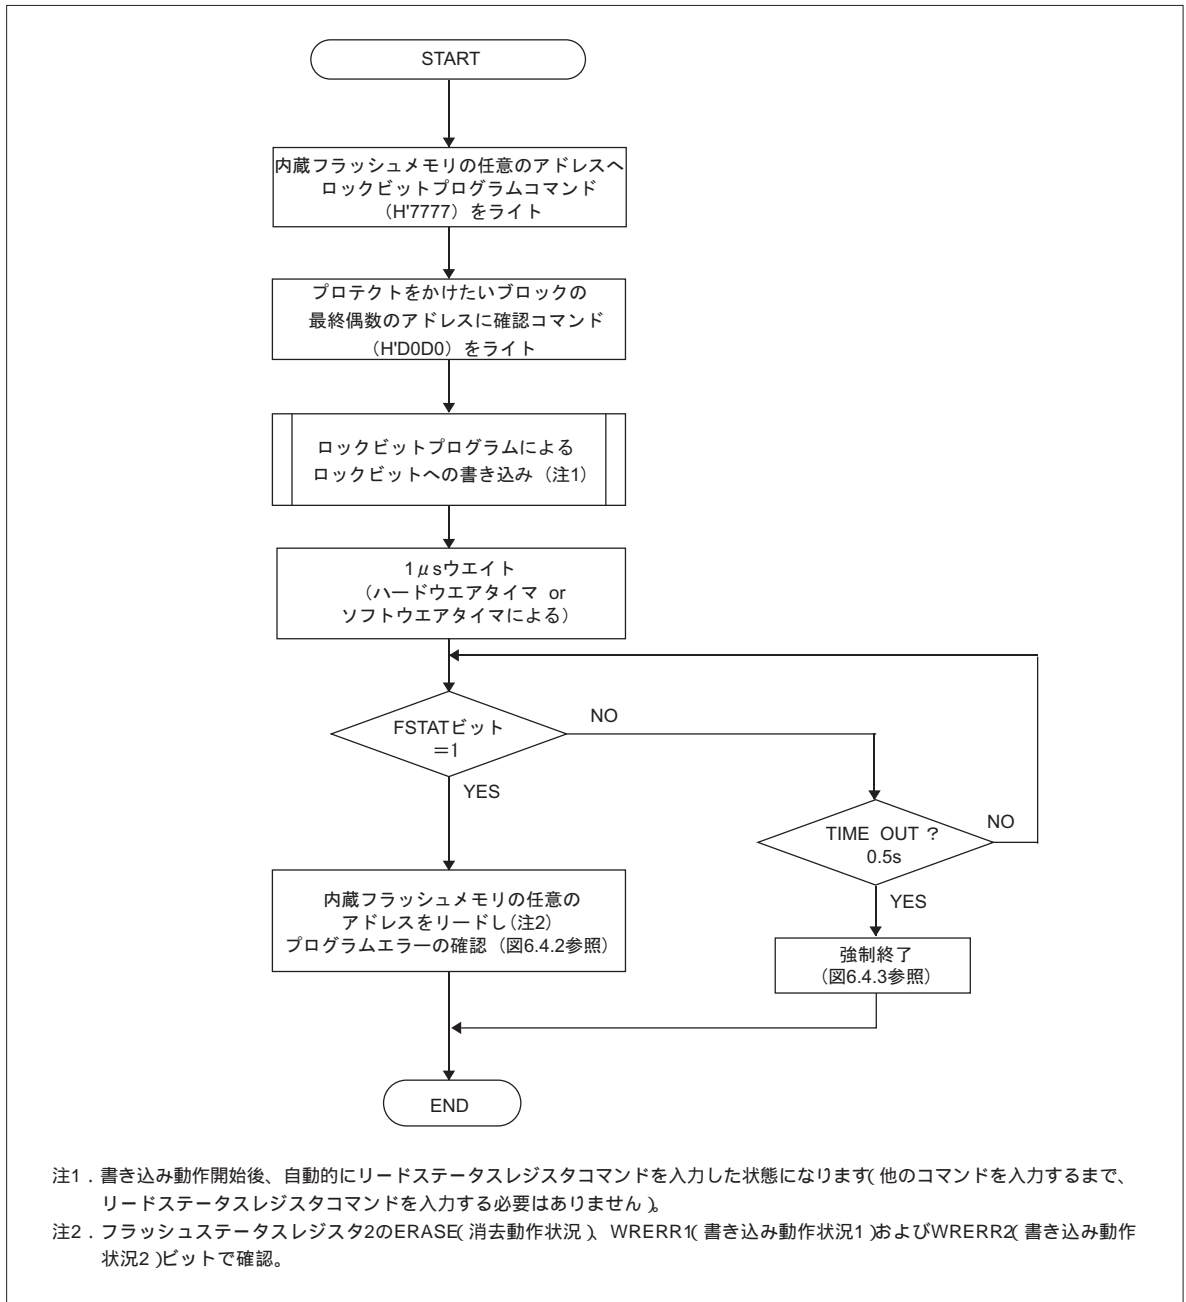 START
内蔵フラッシュメモリの任意のアドレスへ
ロックビットプログラムコマンド
（H'7777）をライト
プロテクトをかけたいブロックの
最終偶数のアドレスに確認コマンド
（H'D0D0）をライト
ロックビットプログラムによる
ロックビットへの書き込み（注1）
1μsウエイト
（ハードウエアタイマ or
ソフトウエアタイマによる）
FSTATビット
＝1
NO
YES
TIME OUT ?
0.5s
NO
YES
内蔵フラッシュメモリの任意の
アドレスをリードし（注2）
プログラムエラーの確認（図6.4.2参照）
強制終了
（図6.4.3参照）
END
注1．書き込み動作開始後、自動的にリードステータスレジスタコマンドを入力した状態になります（他のコマンドを入力するまで、
リードステータスレジスタコマンドを入力する必要はありません）。
注2．フラッシュステータスレジスタ2のERASE（消去動作状況）、WRERR1（書き込み動作状況1）およびWRERR2（書き込み動作
状況2）ビットで確認。